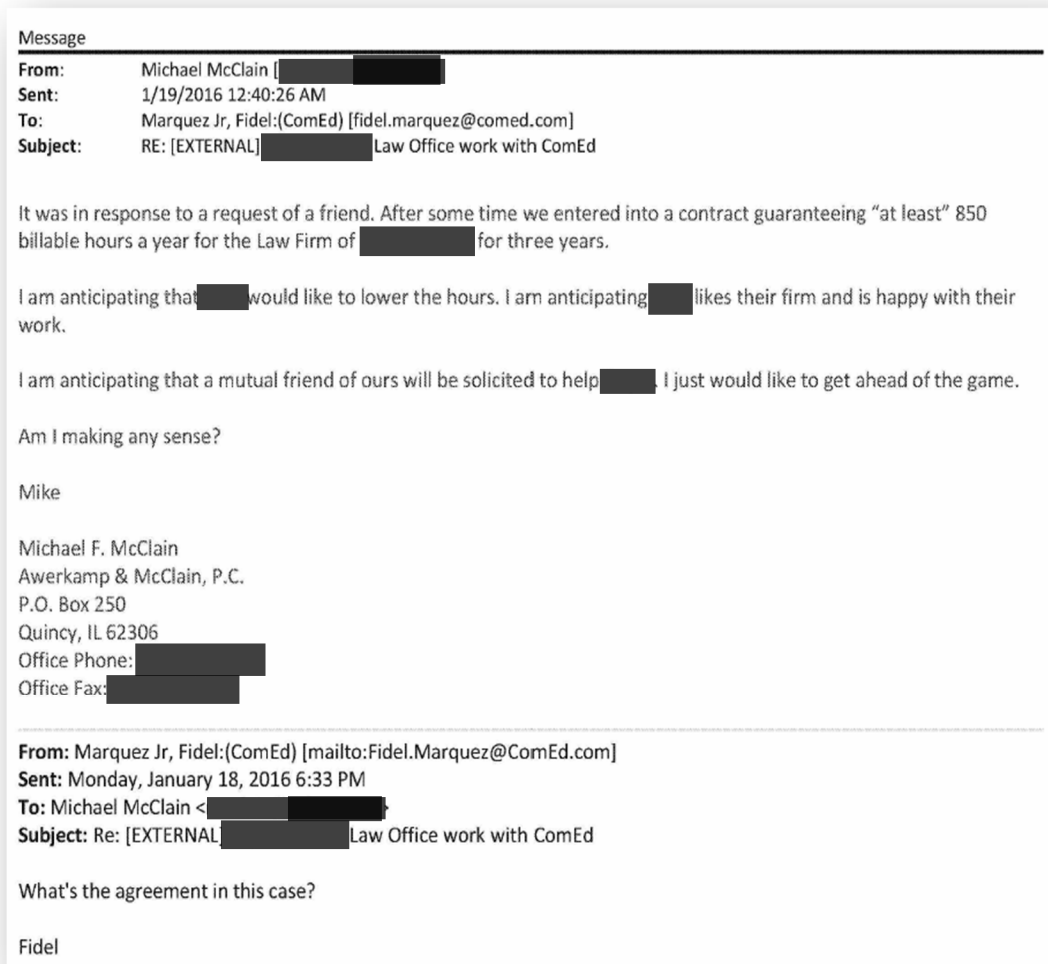 Message
From: Michael McClain [
Sent: 1/19/2016 12:40:26 AM
To: Marquez Jr, Fidel:(ComEd) [fidel.marquez@comed.com]
Subject: RE: [EXTERNAL] Law Office work with ComEd
It was in response to a request of a friend. After some time we entered into a contract guaranteeing “at least” 850
billable hours a year for the Law Firm of for three years.
I am anticipating that would like to lower the hours. I am anticipating likes their firm and is happy with their
work.
I am anticipating that a mutual friend of ours will be solicited to help . I just would like to get ahead of the game.
Am I making any sense?
Mike
Michael F. McClain
Awerkamp & McClain, P.C.
P.O. Box 250
Quincy, IL 62306
Office Phone:
Office Fax:
From: Marquez Jr, Fidel:(ComEd) [mailto:Fidel.Marquez@ComEd.com]
Sent: Monday, January 18, 2016 6:33 PM
To: Michael McClain < >
Subject: Re: [EXTERNAL] Law Office work with ComEd
What's the agreement in this case?
Fidel